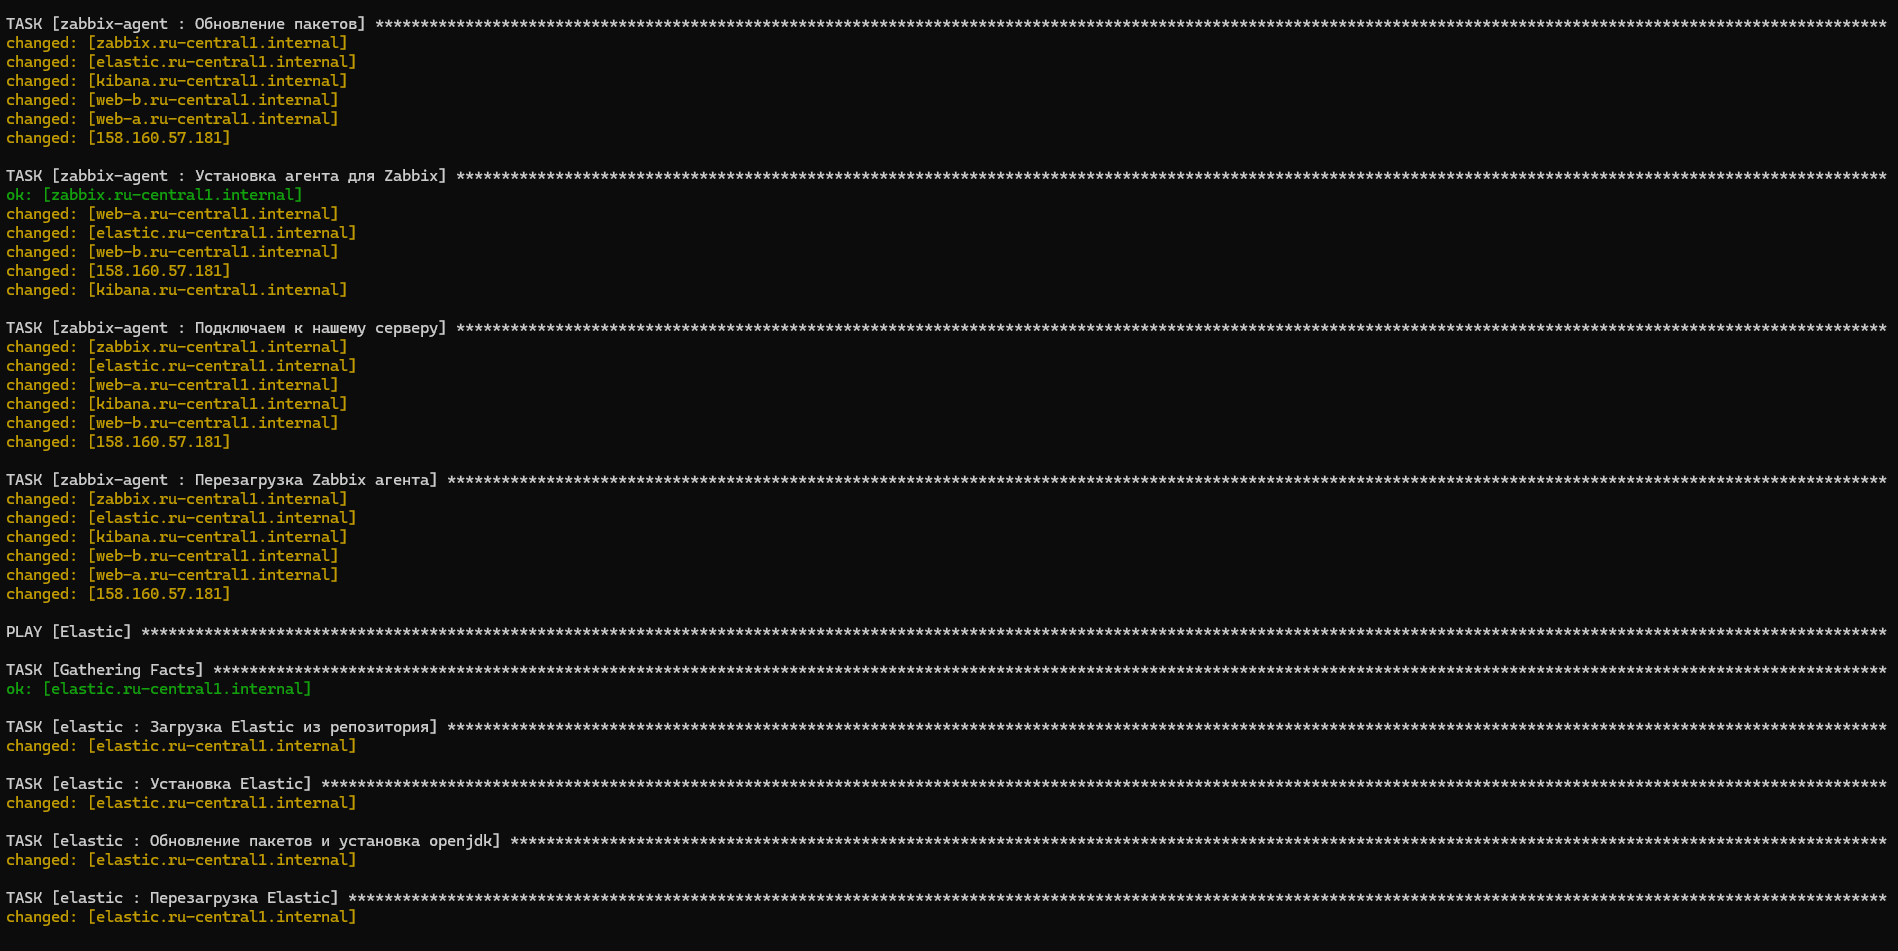 TASK [zabbix-agent : Обновление пакетов] ************************************************************************************************************************************************************************
changed: [zabbix.ru-central1.internal]
changed: [elastic.ru-central1.internal]
changed: [kibana.ru-central1.internal]
changed: [web-b.ru-central1.internal]
changed: [web-a.ru-central1.internal]
changed: [158.160.57.181]
TASK [zabbix-agent : Установка агента для Zabbix] ***************************************************************************************************************************************************************
ok: [zabbix.ru-central1.internal]
changed: [web-a.ru-central1.internal]
changed: [elastic.ru-central1.internal]
changed: [web-b.ru-central1.internal]
changed: [158.160.57.181]
changed: [kibana.ru-central1.internal]
TASK [zabbix-agent : Подключаем к нашему серверу] ***************************************************************************************************************************************************************
changed: [zabbix.ru-central1.internal]
changed: [elastic.ru-central1.internal]
changed: [web-a.ru-central1.internal]
changed: [kibana.ru-central1.internal]
changed: [web-b.ru-central1.internal]
changed: [158.160.57.181]
TASK [zabbix-agent : Перезагрузка Zabbix агента] ****************************************************************************************************************************************************************
changed: [zabbix.ru-central1.internal]
changed: [elastic.ru-central1.internal]
changed: [kibana.ru-central1.internal]
changed: [web-b.ru-central1.internal]
changed: [web-a.ru-central1.internal]
changed: [158.160.57.181]
PLAY [Elastic] **************************************************************************************************************************************************************************************************
TASK [Gathering Facts] ******************************************************************************************************************************************************************************************
ok: [elastic.ru-central1.internal]
TASK [elastic : Загрузка Elastic из репозитория] ****************************************************************************************************************************************************************
changed: [elastic.ru-central1.internal]
TASK [elastic : Установка Elastic] ******************************************************************************************************************************************************************************
changed: [elastic.ru-central1.internal]
TASK [elastic : Обновление пакетов и установка openjdk] *********************************************************************************************************************************************************
changed: [elastic.ru-central1.internal]
TASK [elastic : Перезагрузка Elastic] ***************************************************************************************************************************************************************************
changed: [elastic.ru-central1.internal]